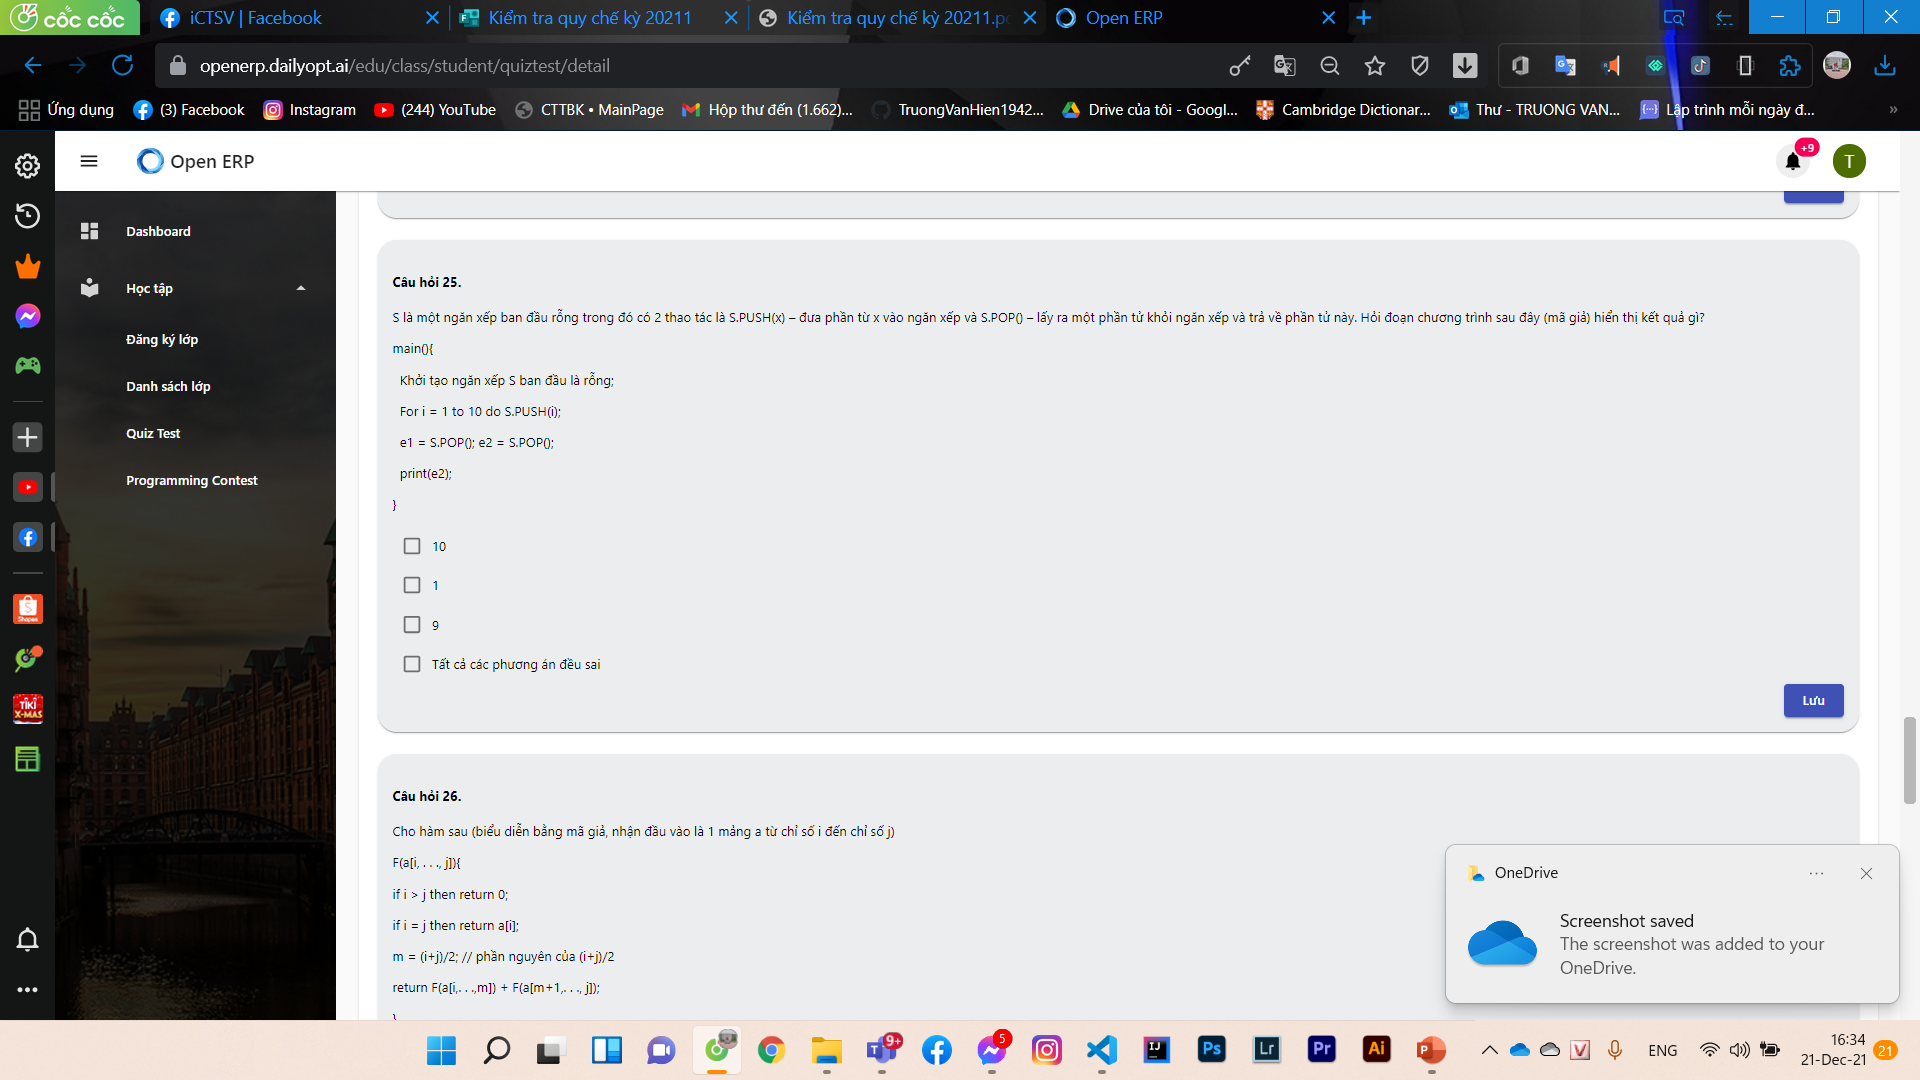 cốc cốc
iCTSV | Facebook
Kiểm tra quy chế kỳ 20211
Kiểm tra quy chế kỳ 20211.pc
Open ERP
openerp.dailyopt.ai/edu/class/student/quiztest/detail
Ứng dụng
(3) Facebook
Instagram
(244) YouTube
CTTBK • MainPage
Hộp thư đến (1.662)...
TruongVanHien1942...
Drive của tôi - Googl...
Cambridge Dictionar...
Thư - TRUONG VAN...
Lập trình mỗi ngày đ...
»
Open ERP
+9
T
Dashboard
Học tập
Đăng ký lớp
Danh sách lớp
Quiz Test
Programming Contest
Câu hỏi 25.
S là một ngăn xếp ban đầu rỗng trong đó có 2 thao tác là S.PUSH(x) – đưa phần từ x vào ngăn xếp và S.POP() – lấy ra một phần tử khỏi ngăn xếp và trả về phần tử này. Hỏi đoạn chương trình sau đây (mã giả) hiển thị kết quả gì?
main(){
Khởi tạo ngăn xếp S ban đầu là rỗng;
For i = 1 to 10 do S.PUSH(i);
e1 = S.POP(); e2 = S.POP();
print(e2);
}
10
1
9
Tất cả các phương án đều sai
Lưu
Câu hỏi 26.
Cho hàm sau (biểu diễn bằng mã giả, nhận đầu vào là 1 mảng a từ chỉ số i đến chỉ số j)
F(a[i, . . ., j]){
if i > j then return 0;
if i = j then return a[i];
m = (i+j)/2; // phần nguyên của (i+j)/2
return F(a[i,. . .,m]) + F(a[m+1,. . ., j]);
}
OneDrive
Screenshot saved
The screenshot was added to your
OneDrive.
Shopee
TIKI
X-MAS
9+
5
Ps
Lr
Pr
Ai
ENG
16:34
21-Dec-21
21